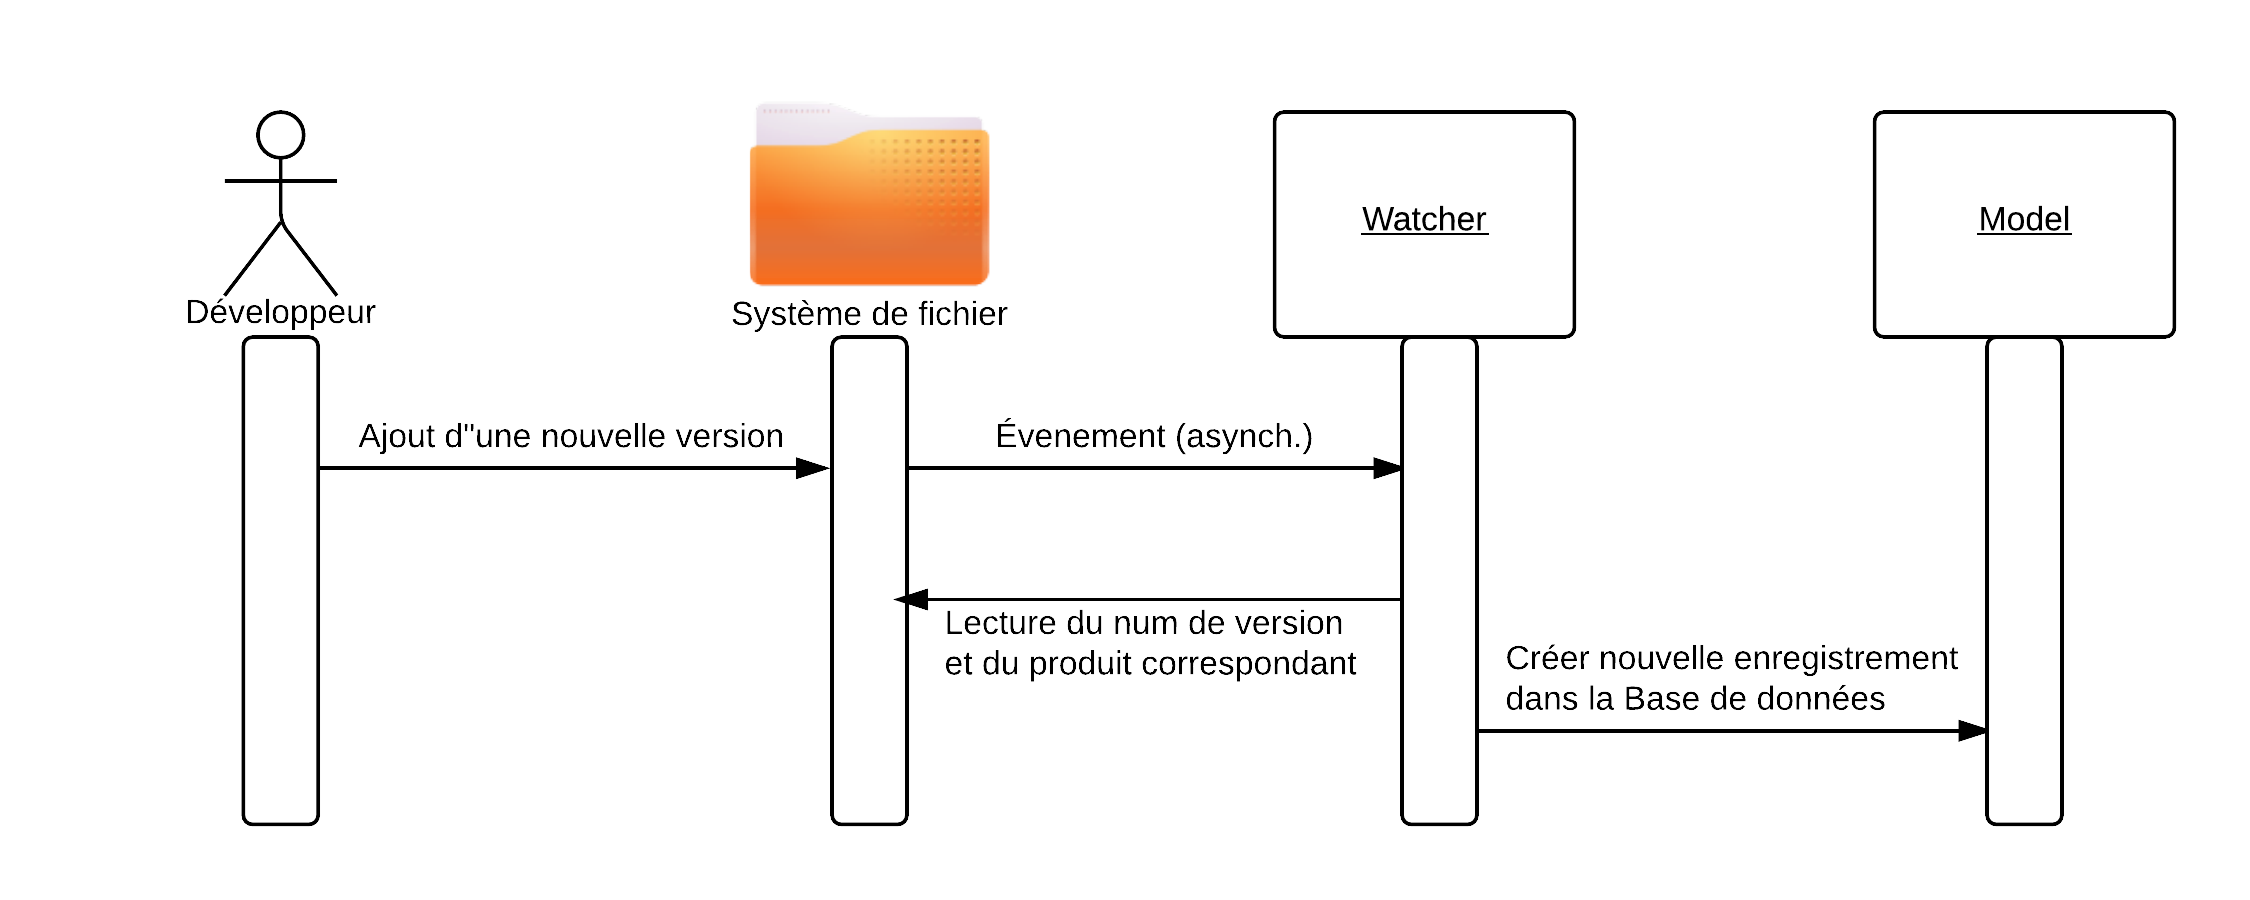 Watcher
Model
Développeur
Système de fichier
Ajout d"une nouvelle version
Évenement (asynch.)
Lecture du num de version
et du produit correspondant
Créer nouvelle enregistrement
dans la Base de données